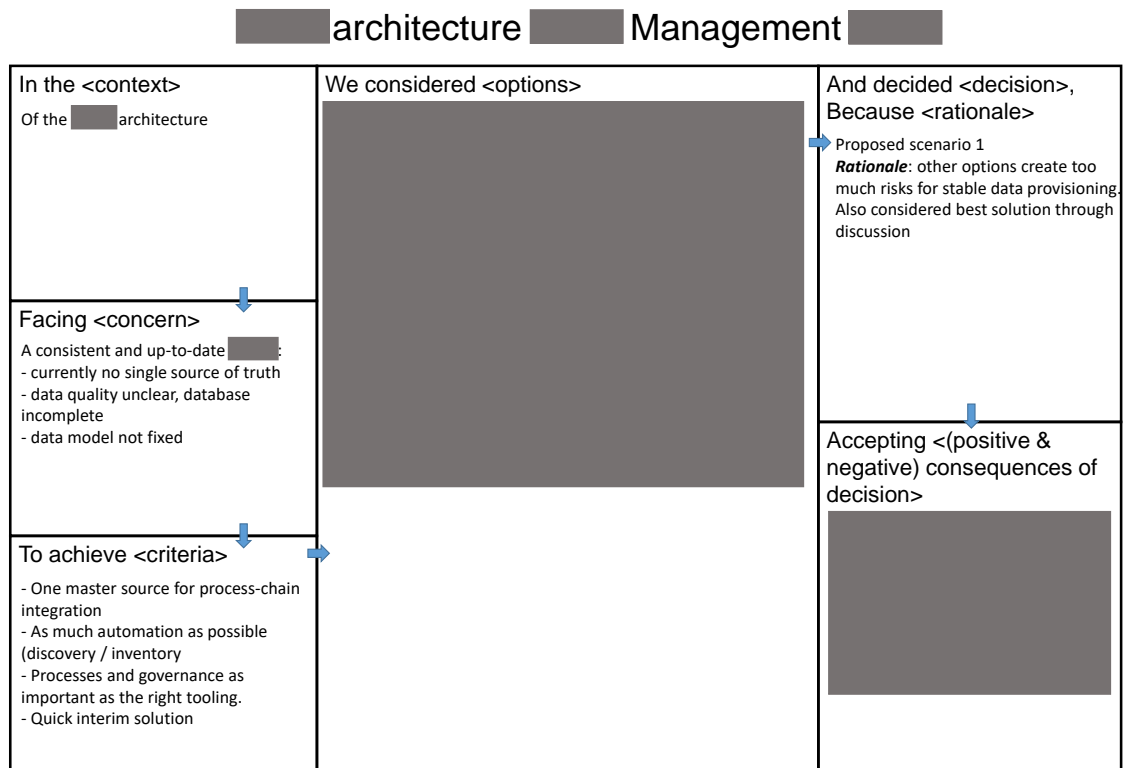 architecture Management
In the <context>
Of the architecture
Facing <concern>
A consistent and up-to-date :
- currently no single source of truth
- data quality unclear, database
incomplete
- data model not fixed
To achieve <criteria>
- One master source for process-chain
integration
- As much automation as possible
(discovery / inventory
- Processes and governance as
important as the right tooling.
- Quick interim solution
We considered <options>
And decided <decision>,
Because <rationale>
Proposed scenario 1
Rationale: other options create too
much risks for stable data provisioning.
Also considered best solution through
discussion
Accepting <(positive &
negative) consequences of
decision>